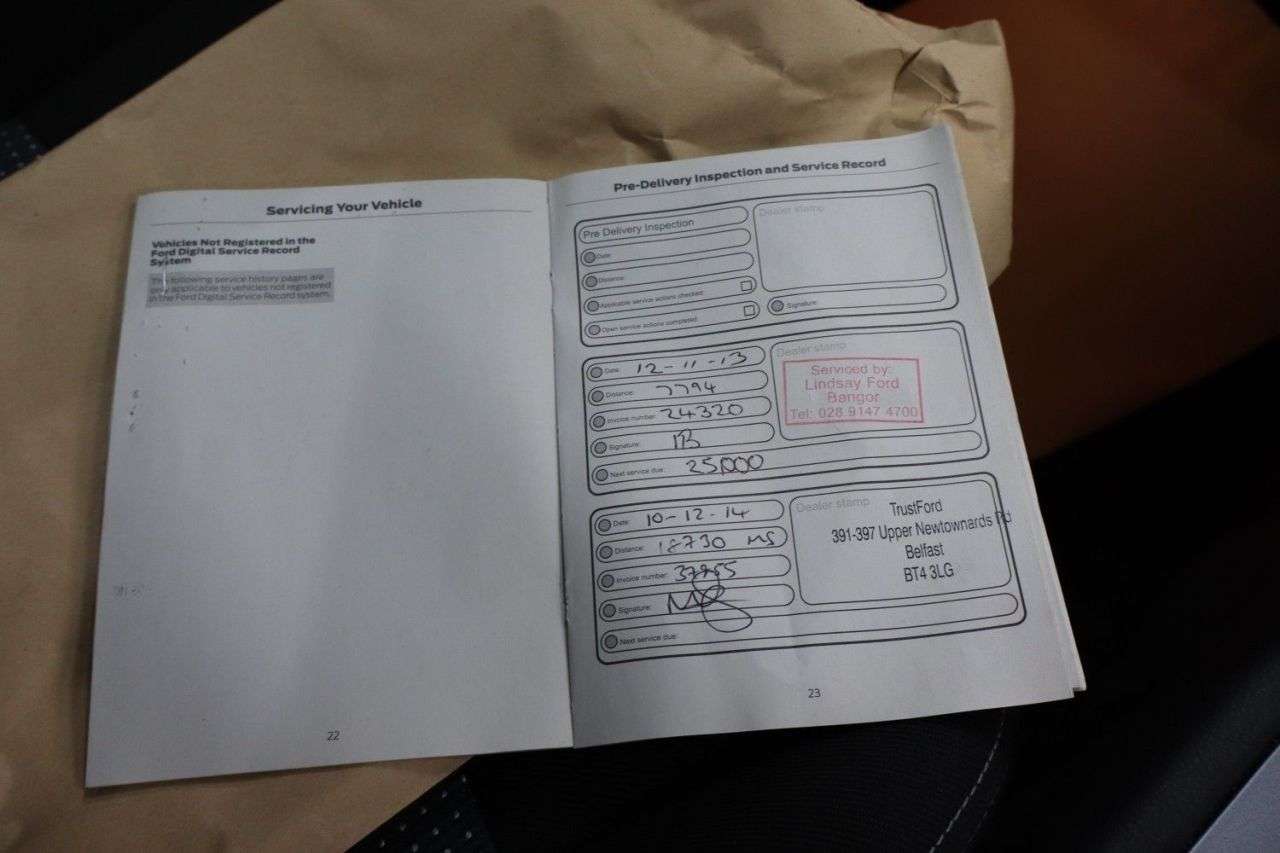 Servicing Your Vehicle
Vehicles Not Registered in the
Ford Digital Service Record
System
The following service history pages are
only applicable to vehicles not registered
in the Ford Digital Service Record system.
22
Pre-Delivery Inspection and Service Record
Pre Delivery Inspection
Date:
Distance:
Applicable service actions checked:
Open service actions completed:
Dealer stamp
Signature:
Date: 12-11-13
Distance: 7794
Invoice number: 24320
Signature:
Next service due: 25,000
Dealer stamp
Serviced by:
Lindsay Ford
Bangor
Tel: 028 9147 4700
Date: 10-12-14
Distance: 18730 MS
Invoice number:
Signature:
Next service due:
Dealer stamp
TrustFord
391-397 Upper Newtownards Rd
Belfast
BT4 3LG
23